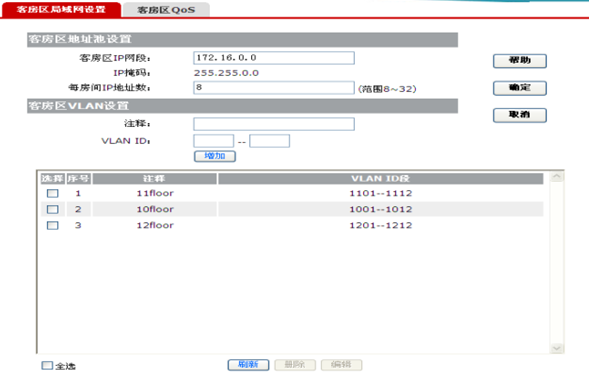 客房区局域网设置 客房区QoS
客房区地址池设置
客房区IP网段： 172.16.0.0 帮助
IP掩码： 255.255.0.0
每房间IP地址数： 8 (范围8~32) 确定
客房区VLAN设置
取消
注释：
VLAN ID： --
增加
选择 序号 注释 VLAN ID段
1 11floor 1101--1112
2 10floor 1001--1012
3 12floor 1201--1212
全选 刷新 删除 编辑